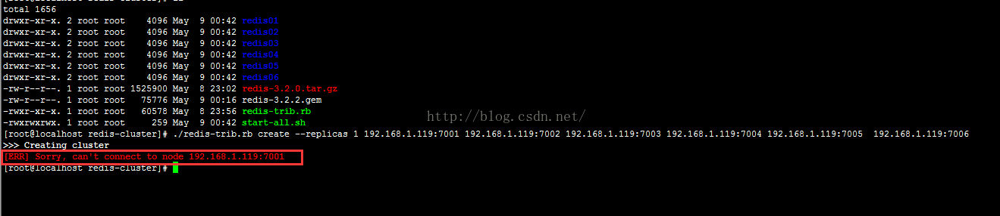 total 1656
drwxr-xr-x. 2 root root    4096 May  9 00:42 redis01
drwxr-xr-x. 2 root root    4096 May  9 00:42 redis02
drwxr-xr-x. 2 root root    4096 May  9 00:42 redis03
drwxr-xr-x. 2 root root    4096 May  9 00:42 redis04
drwxr-xr-x. 2 root root    4096 May  9 00:42 redis05
drwxr-xr-x. 2 root root    4096 May  9 00:42 redis06
-rw-r--r--. 1 root root 1525900 May  8 23:02 redis-3.2.0.tar.gz
-rw-r--r--. 1 root root   75776 May  9 00:16 redis-3.2.2.gem
-rwxr-xr-x. 1 root root   60578 May  8 23:56 redis-trib.rb
-rwxrwxrwx. 1 root root     259 May  9 00:42 start-all.sh
http://blog.csdn.net/
[root@localhost redis-cluster]# ./redis-trib.rb create --replicas 1 192.168.1.119:7001 192.168.1.119:7002 192.168.1.119:7003 192.168.1.119:7004 192.168.1.119:7005  192.168.1.119:7006
>>> Creating cluster
[ERR] Sorry, can't connect to node 192.168.1.119:7001
[root@localhost redis-cluster]#